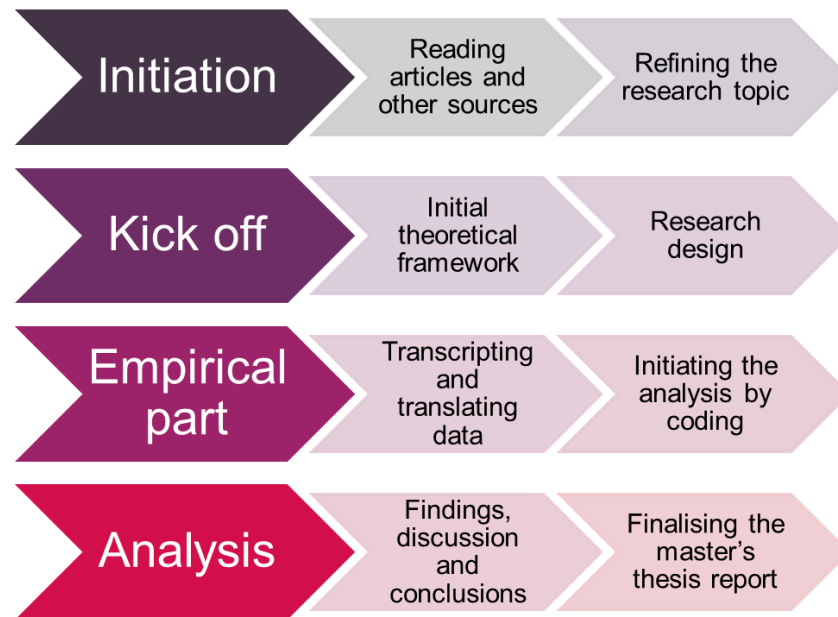 Initiation
Reading
articles and
other sources
Refining the
research topic
Kick off
Initial
theoretical
framework
Research
design
Empirical
part
Transcripting
and
translating
data
Initiating the
analysis by
coding
Analysis
Findings,
discussion
and
conclusions
Finalising the
master's
thesis report